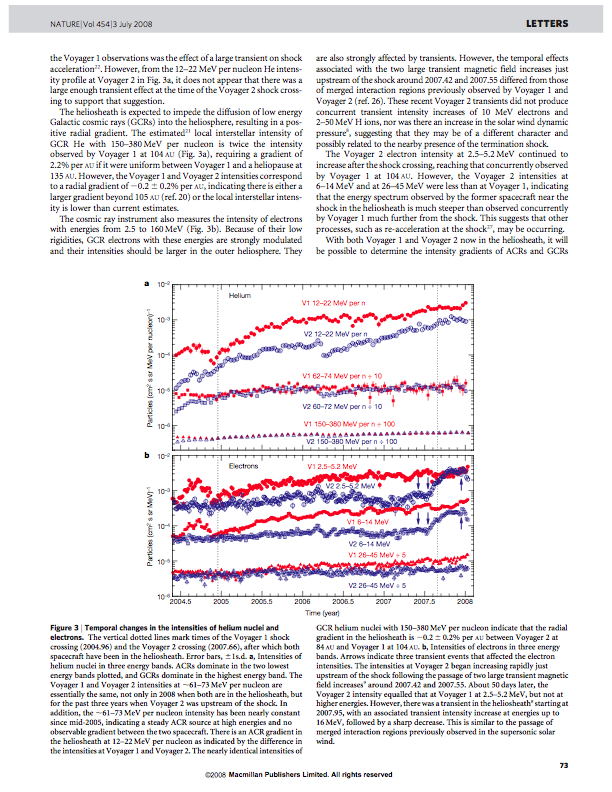 NATURE|Vol 454|3 July 2008
LETTERS
the Voyager 1 observations was the effect of a large transient on shock
acceleration²². However, from the 12–22 MeV per nucleon He inten-
sity profile at Voyager 2 in Fig. 3a, it does not appear that there was a
large enough transient effect at the time of the Voyager 2 shock cross-
ing to support that suggestion.
The heliosheath is expected to impede the diffusion of low energy
Galactic cosmic rays (GCRs) into the heliosphere, resulting in a pos-
itive radial gradient. The estimated²¹ local interstellar intensity of
GCR He with 150–380 MeV per nucleon is twice the intensity
observed by Voyager 1 at 104 AU (Fig. 3a), requiring a gradient of
2.2% per AU if it were uniform between Voyager 1 and a heliopause at
135 AU. However, the Voyager 1 and Voyager 2 intensities correspond
to a radial gradient of −0.2 ± 0.2% per AU, indicating there is either a
larger gradient beyond 105 AU (ref. 20) or the local interstellar inten-
sity is lower than current estimates.
The cosmic ray instrument also measures the intensity of electrons
with energies from 2.5 to 160 MeV (Fig. 3b). Because of their low
rigidities, GCR electrons with these energies are strongly modulated
and their intensities should be larger in the outer heliosphere. They
are also strongly affected by transients. However, the temporal effects
associated with the two large transient magnetic field increases just
upstream of the shock around 2007.42 and 2007.55 differed from those
of merged interaction regions previously observed by Voyager 1 and
Voyager 2 (ref. 26). These recent Voyager 2 transients did not produce
concurrent transient intensity increases of 10 MeV electrons and
2–50 MeV H ions, nor was there an increase in the solar wind dynamic
pressure⁶, suggesting that they may be of a different character and
possibly related to the nearby presence of the termination shock.
The Voyager 2 electron intensity at 2.5–5.2 MeV continued to
increase after the shock crossing, reaching that concurrently observed
by Voyager 1 at 104 AU. However, the Voyager 2 intensities at
6–14 MeV and at 26–45 MeV were less than at Voyager 1, indicating
that the energy spectrum observed by the former spacecraft near the
shock in the heliosheath is much steeper than observed concurrently
by Voyager 1 much further from the shock. This suggests that other
processes, such as re-acceleration at the shock²⁷, may be occurring.
With both Voyager 1 and Voyager 2 now in the heliosheath, it will
be possible to determine the intensity gradients of ACRs and GCRs
a
Helium
V1 12–22 MeV per n
V2 12–22 MeV per n
V1 62–74 MeV per n ÷ 10
V2 60–72 MeV per n ÷ 10
V1 150–380 MeV per n ÷ 100
V2 150–380 MeV per n ÷ 100
10⁻²
10⁻³
10⁻⁴
10⁻⁵
10⁻⁶
Particles (cm² s sr MeV per nucleon)⁻¹
b
Electrons
V1 2.5–5.2 MeV
V2 2.5–5.2 MeV
V1 6–14 MeV
V2 6–14 MeV
V1 26–45 MeV ÷ 5
V2 26–45 MeV ÷ 5
10⁻²
10⁻³
10⁻⁴
10⁻⁵
10⁻⁶
Particles (cm² s sr MeV)⁻¹
2004.5 2005 2005.5 2006 2006.5 2007 2007.5 2008
Time (year)
Figure 3 | Temporal changes in the intensities of helium nuclei and
electrons. The vertical dotted lines mark times of the Voyager 1 shock
crossing (2004.96) and the Voyager 2 crossing (2007.66), after which both
spacecraft have been in the heliosheath. Error bars, ±1s.d. a, Intensities of
helium nuclei in three energy bands. ACRs dominate in the two lowest
energy bands plotted, and GCRs dominate in the highest energy band. The
Voyager 1 and Voyager 2 intensities at ~61–73 MeV per nucleon are
essentially the same, not only in 2008 when both are in the heliosheath, but
for the past three years when Voyager 2 was upstream of the shock. In
addition, the ~61–73 MeV per nucleon intensity has been nearly constant
since mid-2005, indicating a steady ACR source at high energies and no
observable gradient between the two spacecraft. There is an ACR gradient in
the heliosheath at 12–22 MeV per nucleon as indicated by the difference in
the intensities at Voyager 1 and Voyager 2. The nearly identical intensities of
GCR helium nuclei with 150–380 MeV per nucleon indicate that the radial
gradient in the heliosheath is −0.2 ± 0.2% per AU between Voyager 2 at
84 AU and Voyager 1 at 104 AU. b, Intensities of electrons in three energy
bands. Arrows indicate three transient events that affected the electron
intensities. The intensities at Voyager 2 began increasing rapidly just
upstream of the shock following the passage of two large transient magnetic
field increases⁶ around 2007.42 and 2007.55. About 50 days later, the
Voyager 2 intensity equalled that at Voyager 1 at 2.5–5.2 MeV, but not at
higher energies. However, there was a transient in the heliosheath⁶ starting at
2007.95, with an associated transient intensity increase at energies up to
16 MeV, followed by a sharp decrease. This is similar to the passage of
merged interaction regions previously observed in the supersonic solar
wind.
73
©2008 Macmillan Publishers Limited. All rights reserved